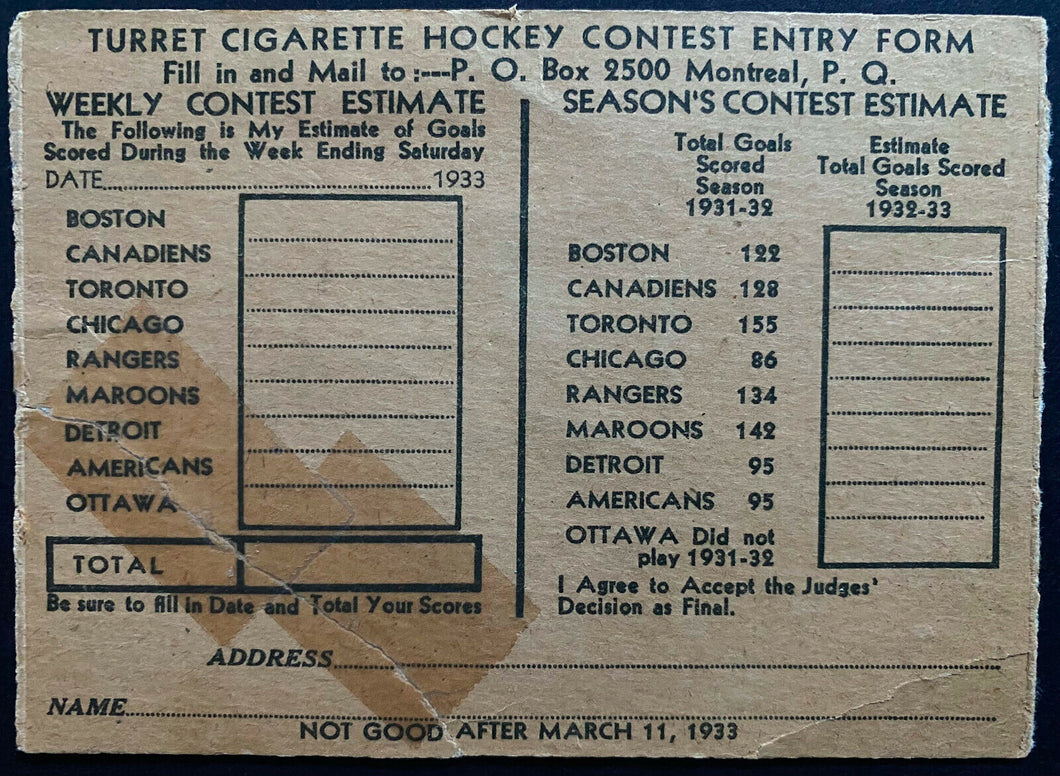 TURRET CIGARETTE HOCKEY CONTEST ENTRY FORM
Fill in and Mail to :---P. O. Box 2500 Montreal, P. Q.
WEEKLY CONTEST ESTIMATE
The Following is My Estimate of Goals
Scored During the Week Ending Saturday
DATE 1933
BOSTON
CANADIENS
TORONTO
CHICAGO
RANGERS
MAROONS
DETROIT
AMERICANS
OTTAWA
TOTAL
Be sure to fill in Date and Total Your Scores
SEASON'S CONTEST ESTIMATE
Total Goals
Scored
Season
1931-32
Estimate
Total Goals Scored
Season
1932-33
BOSTON 122
CANADIENS 128
TORONTO 155
CHICAGO 86
RANGERS 134
MAROONS 142
DETROIT 95
AMERICANS 95
OTTAWA Did not
play 1931-32
I Agree to Accept the Judges'
Decision as Final.
ADDRESS
NAME
NOT GOOD AFTER MARCH 11, 1933